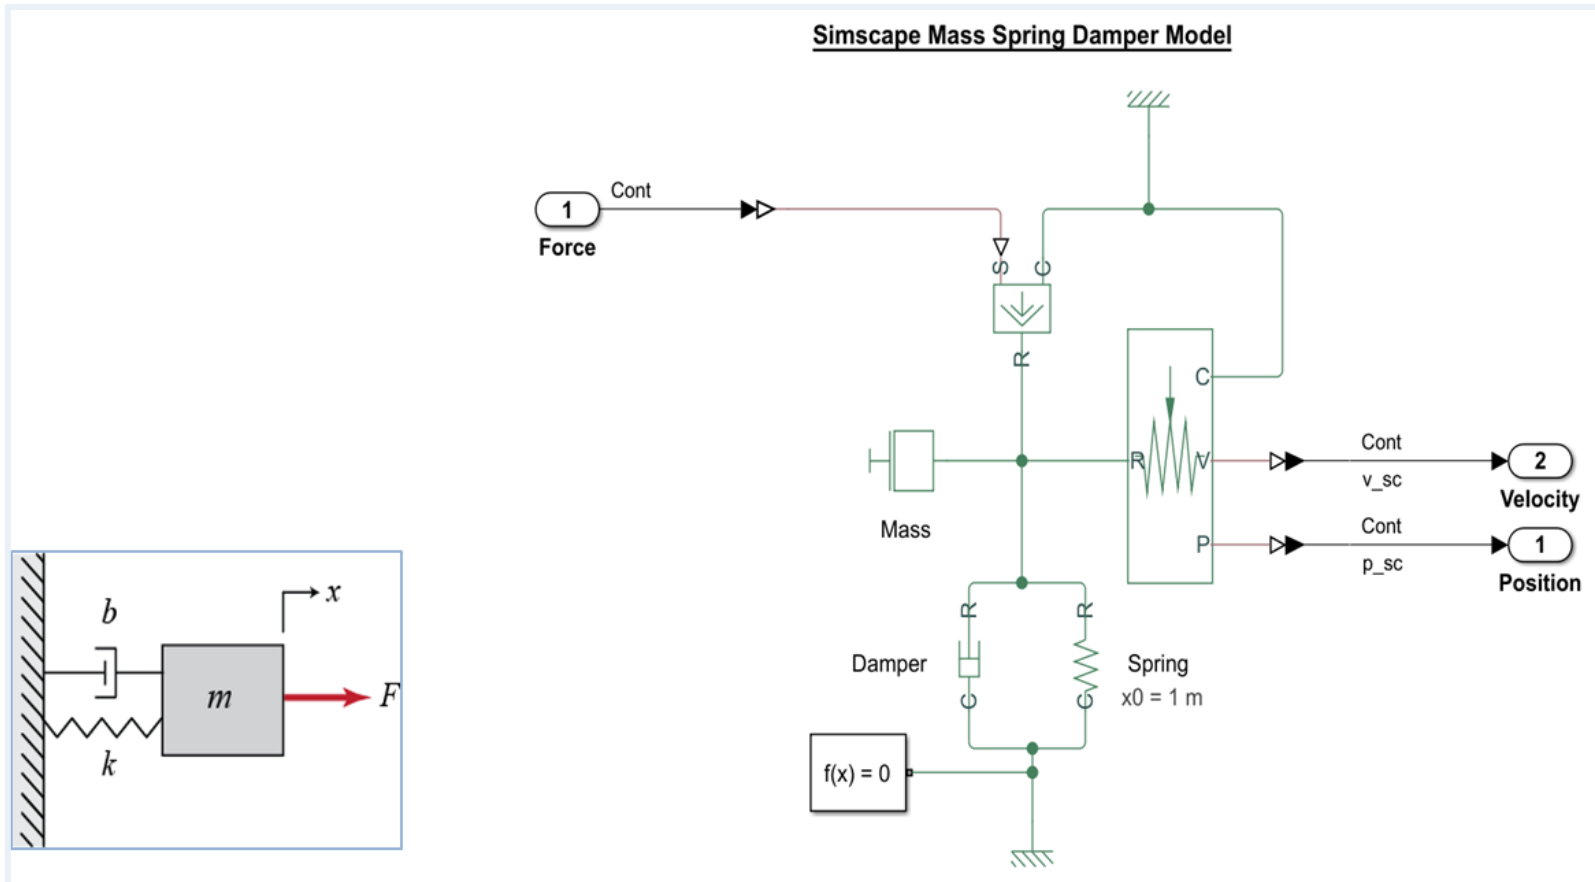 Simscape Mass Spring Damper Model
1
Cont
Force
S
C
R
C
R
V
P
Mass
Cont
v_sc
2
Velocity
Cont
p_sc
1
Position
R
R
Damper
Spring
x0 = 1 m
C
C
f(x) = 0
b
x
m
F
k